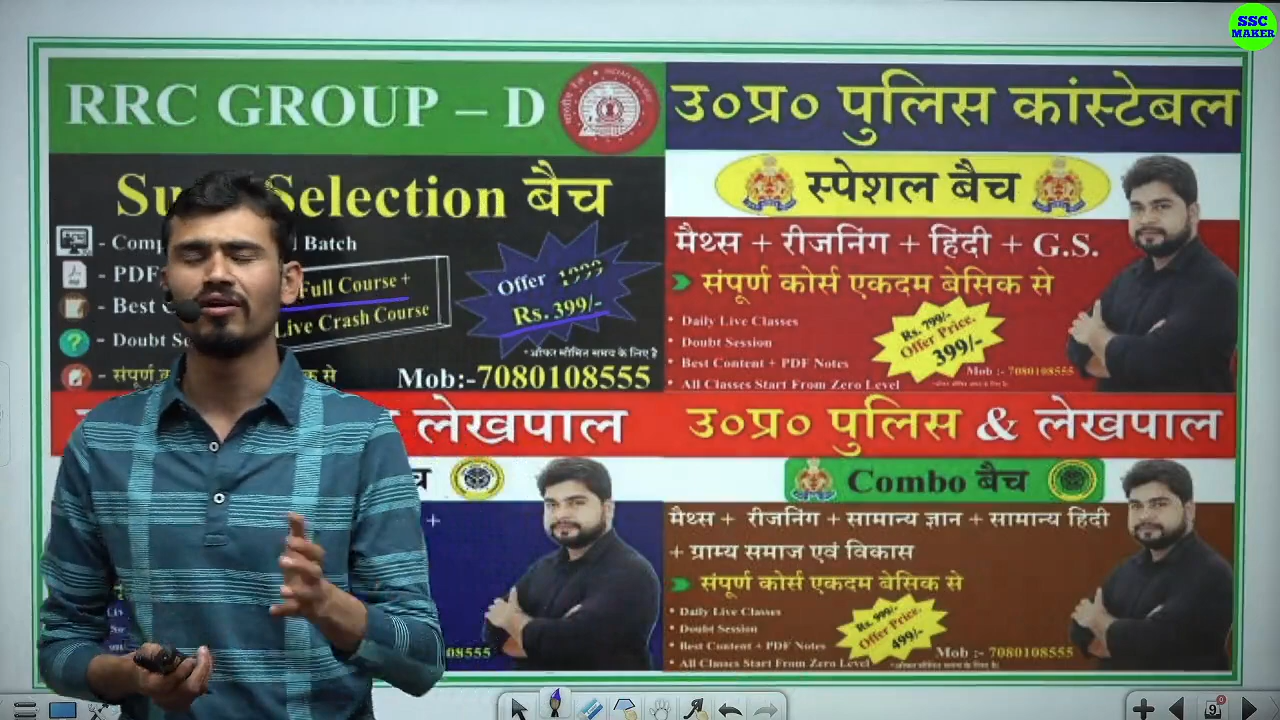 SSC
MAKER
RRC GROUP – D
Selection बैच
Batch
- PDF
- Best
Full Course +
Live Crash Course
Offer 1999
Rs. 399/-
Mob:-7080108555
उ०प्र० पुलिस कांस्टेबल
स्पेशल बैच
मैथ्स + रीजनिंग + हिंदी + G.S.
संपूर्ण कोर्स एकदम बेसिक से
• Daily Live Classes
• Doubt Session
• Best Content + PDF Notes
• All Classes Start From Zero Level
Rs. 799/-
Offer Price.
399/-
Mob :- 7080108555
लेखपाल
+
08555
उ०प्र० पुलिस & लेखपाल
Combo बैच
मैथ्स + रीजनिंग + सामान्य ज्ञान + सामान्य हिंदी
+ ग्राम्य समाज एवं विकास
संपूर्ण कोर्स एकदम बेसिक से
• Daily Live Classes
• Doubt Session
• Best Content + PDF Notes
• All Classes Start From Zero Level
Rs. 999/-
Offer Price.
499/-
Mob :- 7080108555
9